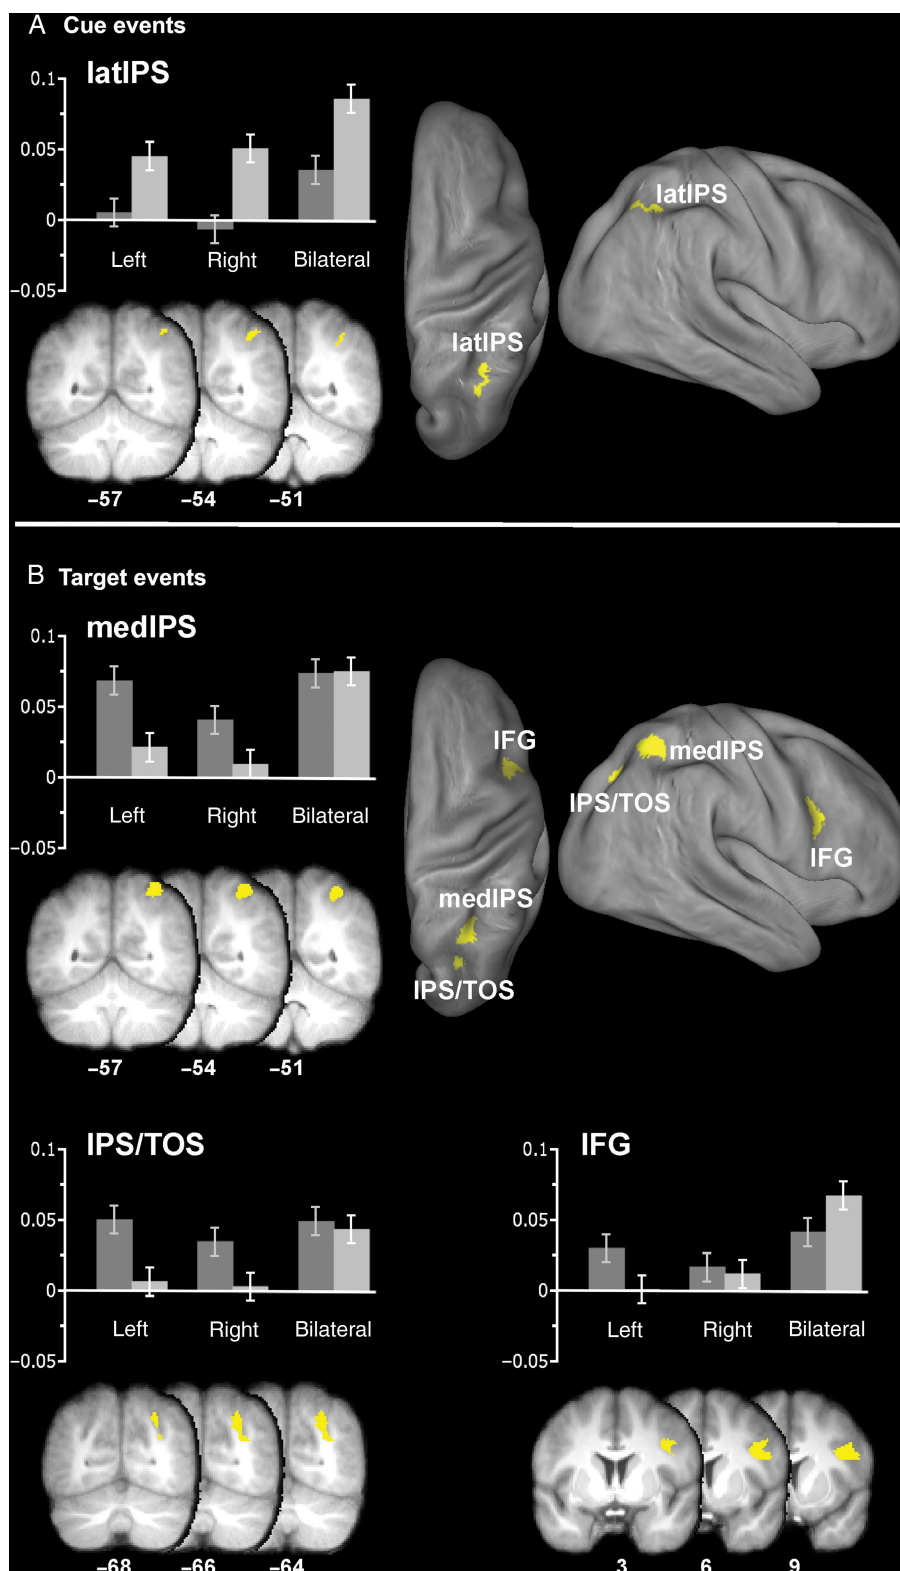 A Cue events
latIPS
0.1
0.05
0
−0.05
Left Right Bilateral
latIPS
latIPS
−57 −54 −51
B Target events
medIPS
0.1
0.05
0
−0.05
Left Right Bilateral
IFG
medIPS
IPS/TOS
IFG
medIPS
IPS/TOS
−57 −54 −51
IPS/TOS
0.1
0.05
0
−0.05
Left Right Bilateral
−68 −66 −64
IFG
0.1
0.05
0
−0.05
Left Right Bilateral
3 6 9